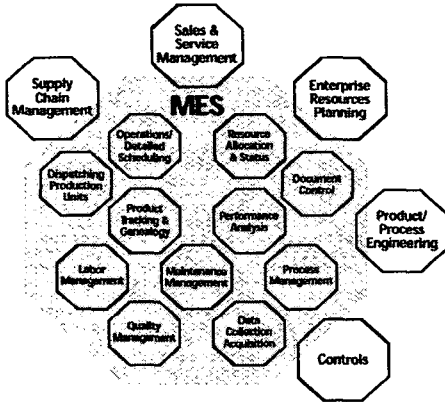 Sales &
Service
Management
Supply
Chain
Management
MES
Enterprise
Resources
Planning
Operations/
Detailed
Scheduling
Resource
Allocation
& Status
Dispatching
Production
Units
Document
Control
Product
Tracking &
Genealogy
Performance
Analysis
Product/
Process
Engineering
Labor
Management
Maintenance
Management
Process
Management
Quality
Management
Data
Collection
Acquisition
Controls